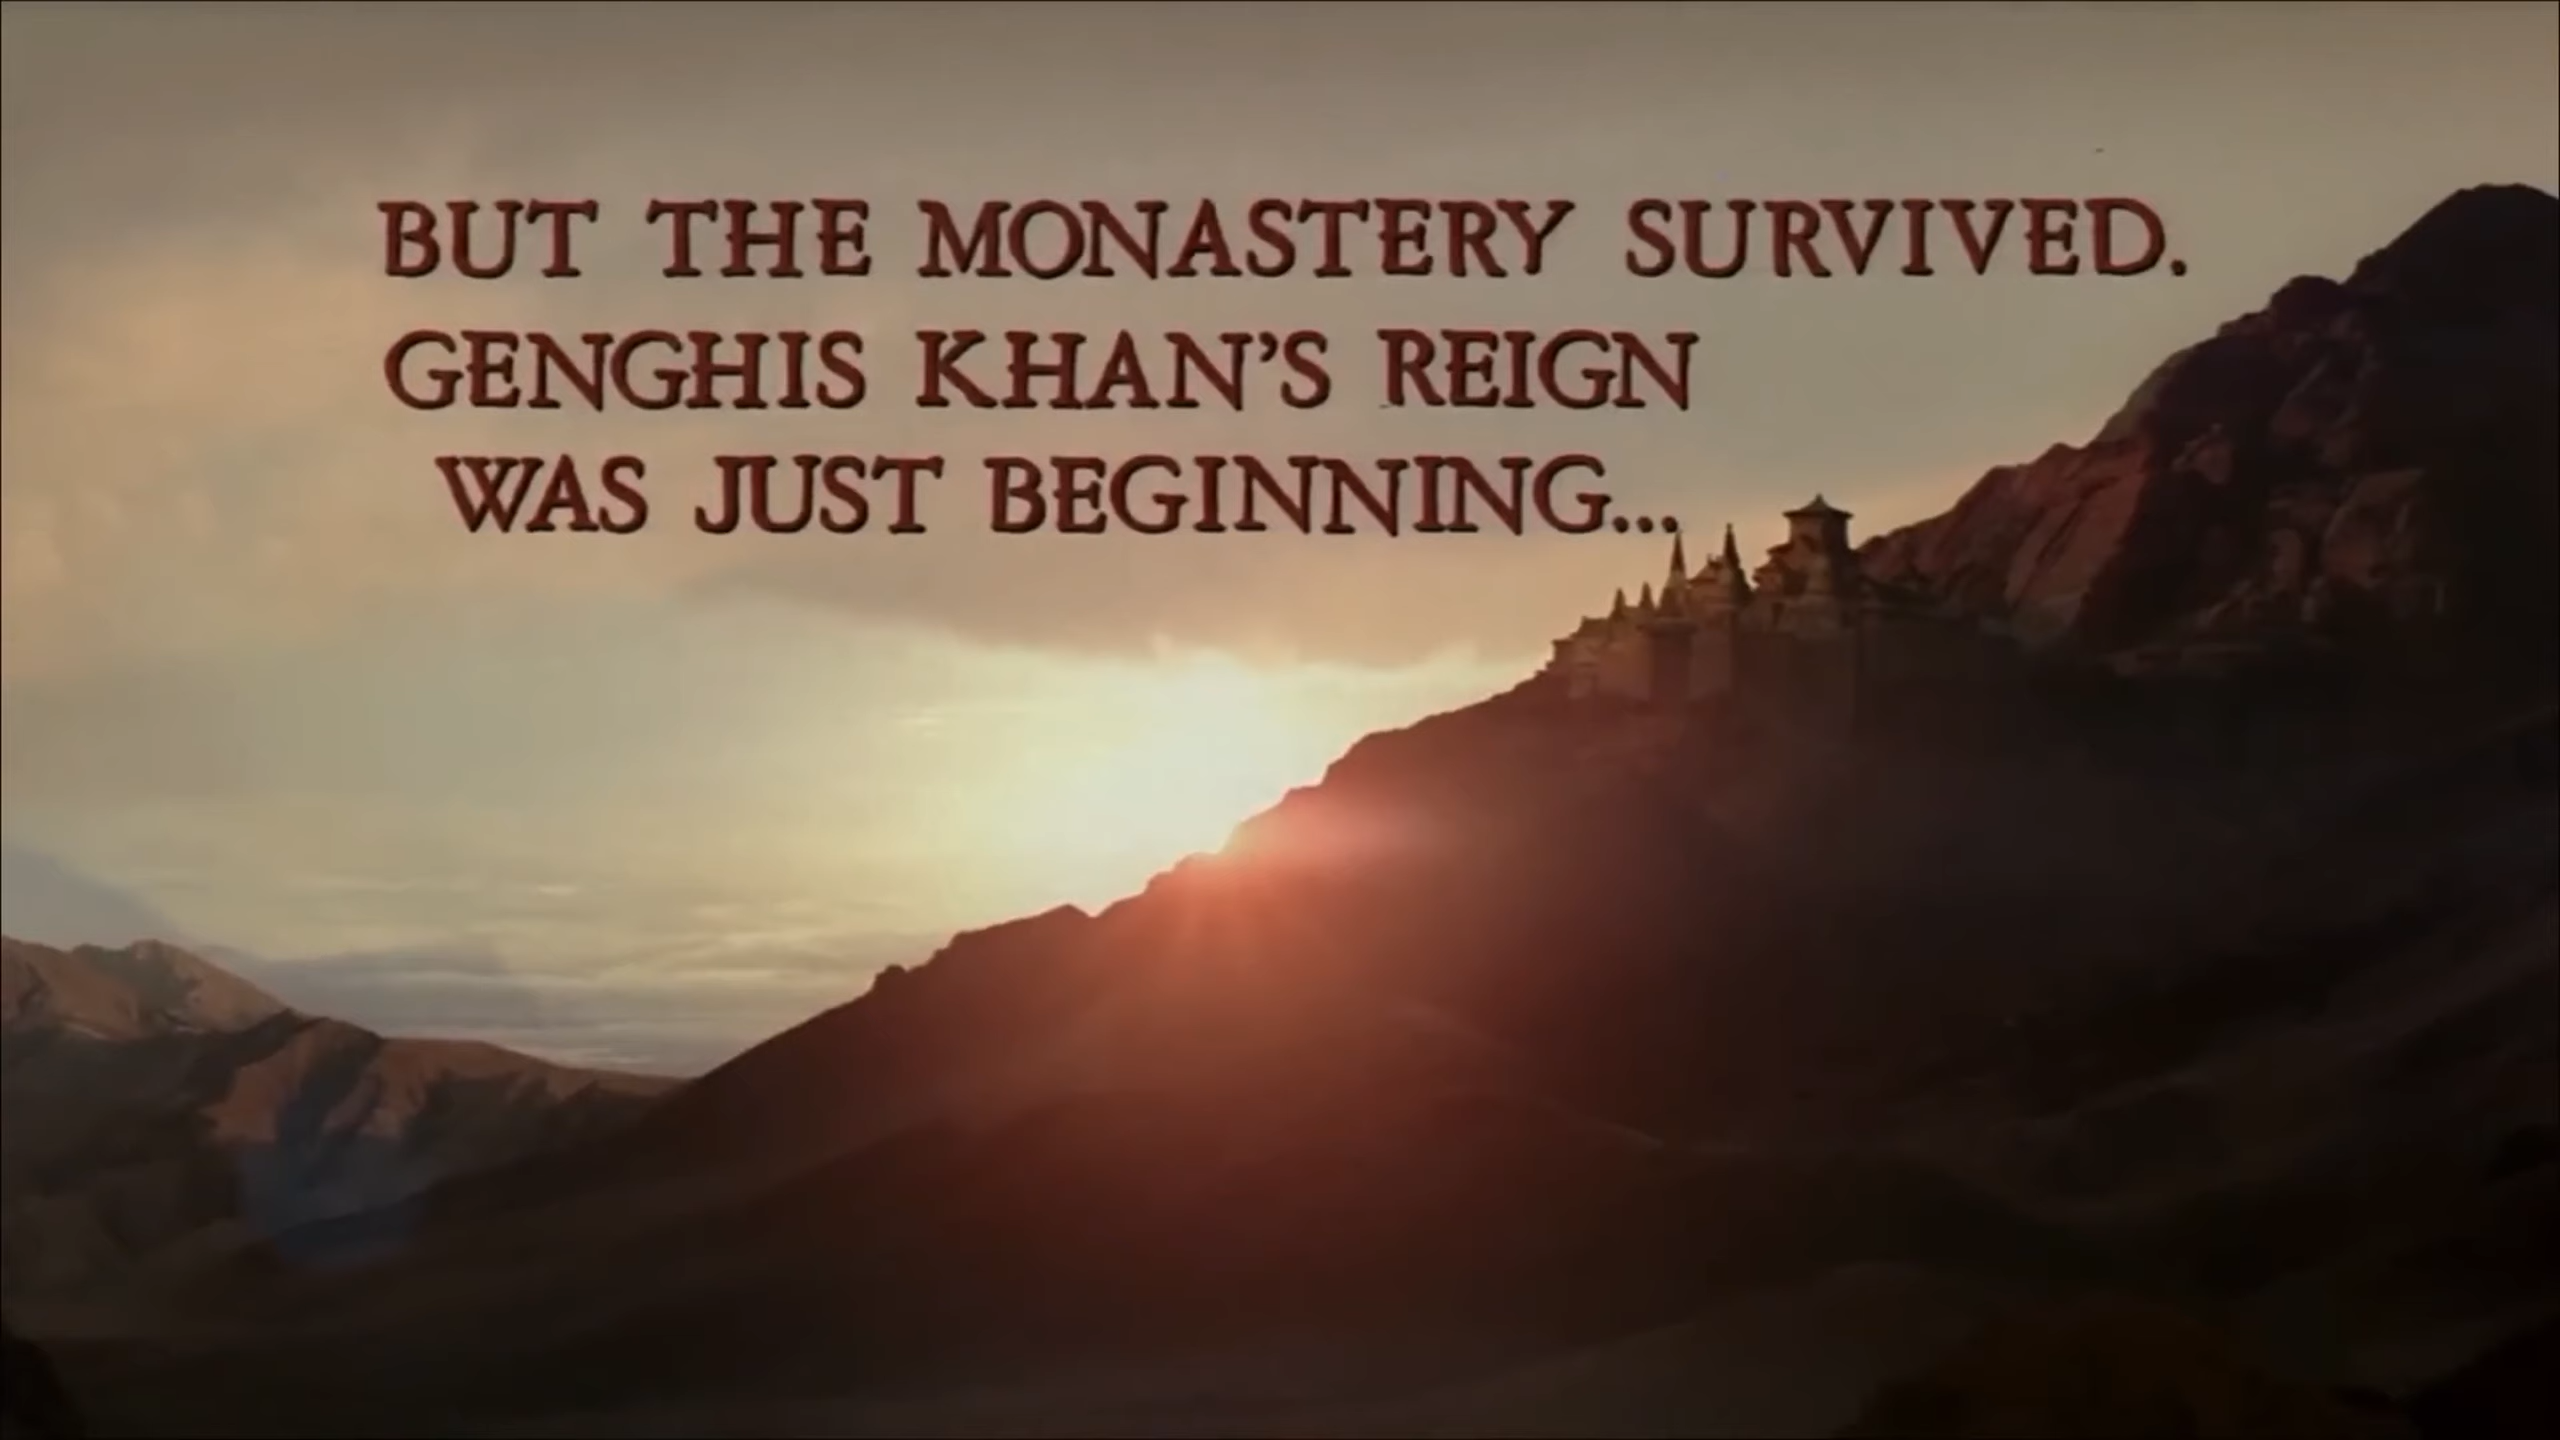 BUT THE MONASTERY SURVIVED.
GENGHIS KHAN'S REIGN
WAS JUST BEGINNING...